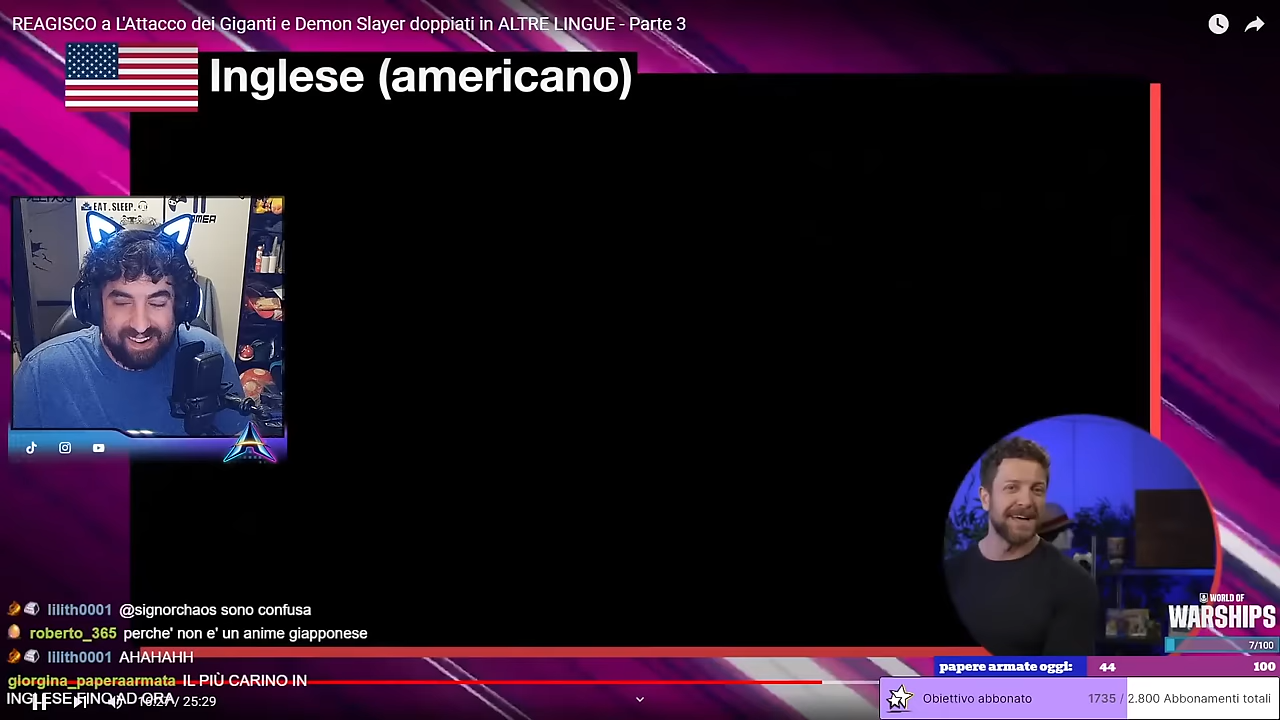 REAGISCO a L'Attacco dei Giganti e Demon Slayer doppiati in ALTRE LINGUE - Parte 3
Inglese (americano)
EAT.SLEEP.
lilith0001 @signorchaos sono confusa
roberto_365 perche' non e' un anime giapponese
lilith0001 AHAHAHH
giorgina_paperaarmata IL PIÙ CARINO IN
INGLESE FINO AD ORA
16:27 / 25:29
WORLD OF
WARSHIPS
7/100
papere armate oggi: 44 100
Obiettivo abbonato 1735 / 2.800 Abbonamenti totali